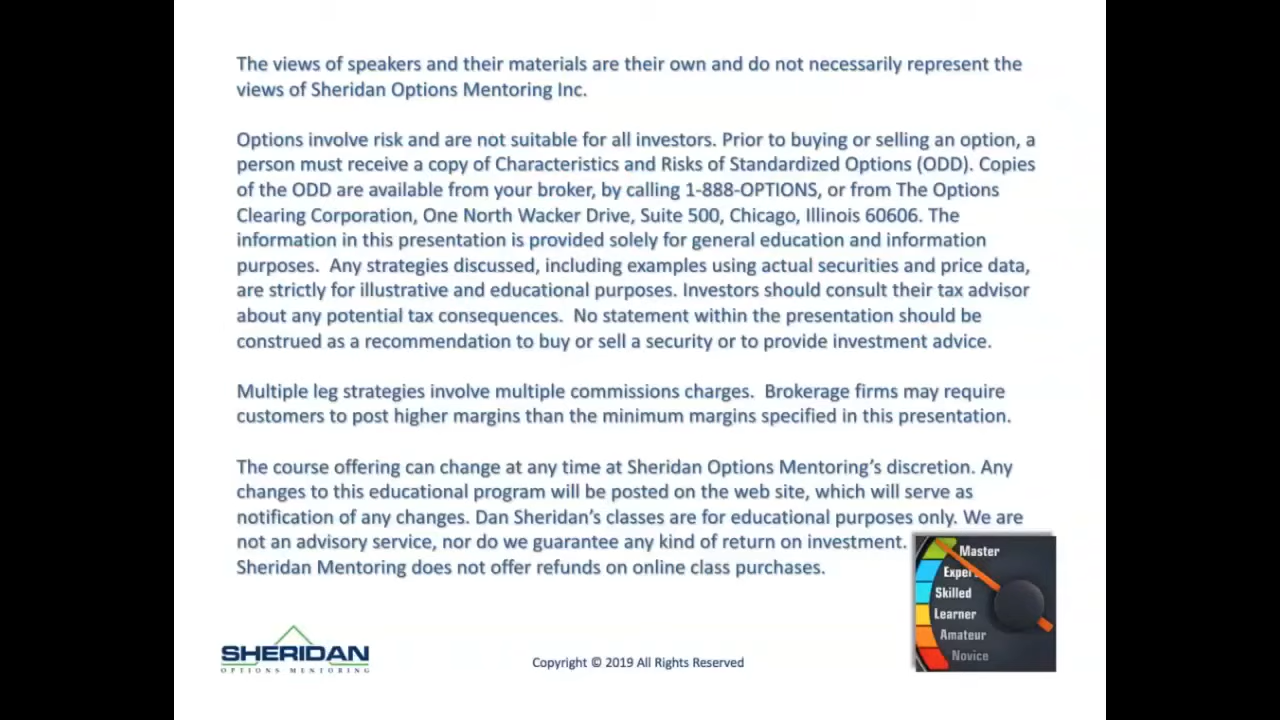 The views of speakers and their materials are their own and do not necessarily represent the
views of Sheridan Options Mentoring Inc.
Options involve risk and are not suitable for all investors. Prior to buying or selling an option, a
person must receive a copy of Characteristics and Risks of Standardized Options (ODD). Copies
of the ODD are available from your broker, by calling 1-888-OPTIONS, or from The Options
Clearing Corporation, One North Wacker Drive, Suite 500, Chicago, Illinois 60606. The
information in this presentation is provided solely for general education and information
purposes.  Any strategies discussed, including examples using actual securities and price data,
are strictly for illustrative and educational purposes. Investors should consult their tax advisor
about any potential tax consequences.  No statement within the presentation should be
construed as a recommendation to buy or sell a security or to provide investment advice.
Multiple leg strategies involve multiple commissions charges.  Brokerage firms may require
customers to post higher margins than the minimum margins specified in this presentation.
The course offering can change at any time at Sheridan Options Mentoring’s discretion. Any
changes to this educational program will be posted on the web site, which will serve as
notification of any changes. Dan Sheridan’s classes are for educational purposes only. We are
not an advisory service, nor do we guarantee any kind of return on investment.
Sheridan Mentoring does not offer refunds on online class purchases.
Master
Exper
Skilled
Learner
Amateur
Novice
SHERIDAN
OPTIONS MENTORING
Copyright © 2019 All Rights Reserved